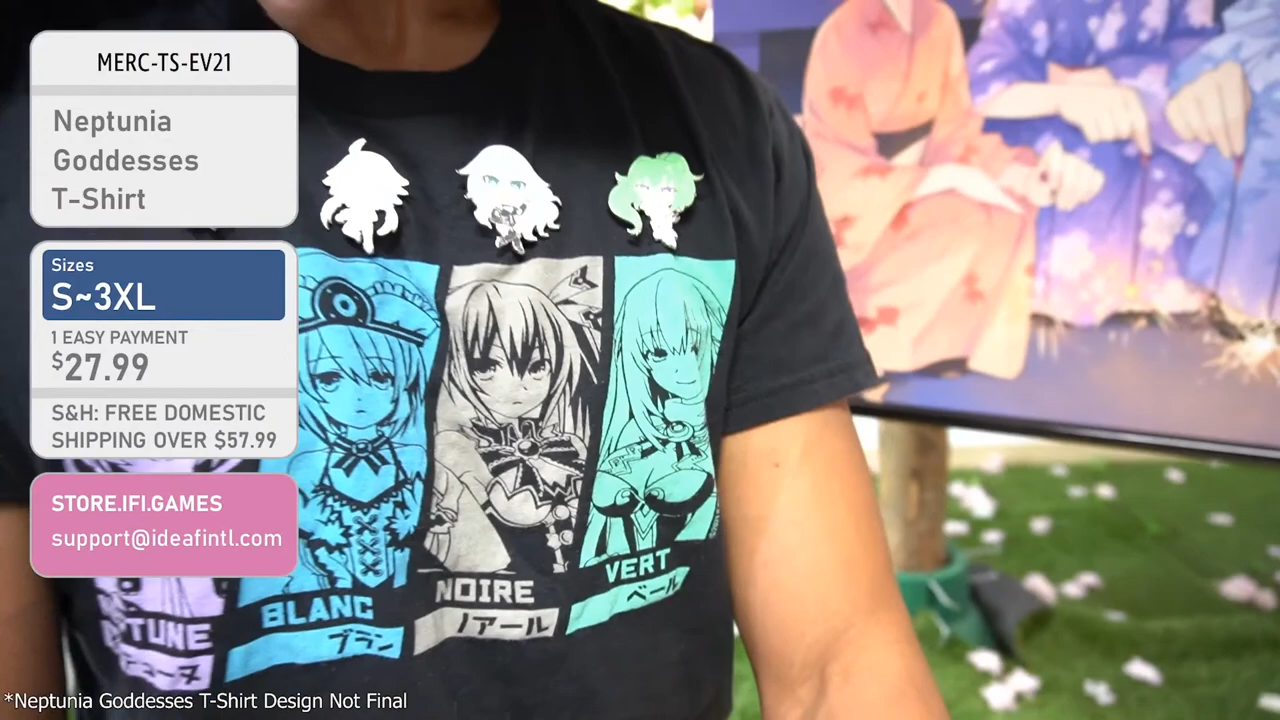 MERC-TS-EV21
Neptunia
Goddesses
T-Shirt
Sizes
S~3XL
1 EASY PAYMENT
$27.99
S&H: FREE DOMESTIC
SHIPPING OVER $57.99
STORE.IFI.GAMES
support@ideafintl.com
BLANC
ブラン
NOIRE
ノアール
VERT
ベール
*Neptunia Goddesses T-Shirt Design Not Final